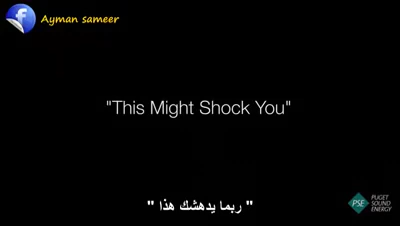 Ayman sameer
"This Might Shock You"
" ربما يدهشك هذا "
PSE
PUGET
SOUND
ENERGY